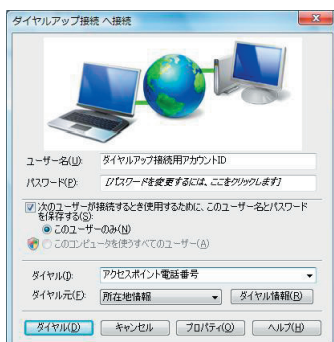 ダイヤルアップ接続 へ接続
ユーザー名(U): ダイヤルアップ接続用アカウントID
パスワード(P): [パスワードを変更するには、ここをクリックします]
次のユーザーが接続するとき使用するために、このユーザー名とパスワード
を保存する(S):
このユーザーのみ(N)
このコンピュータを使うすべてのユーザー(A)
ダイヤル(I): アクセスポイント電話番号
ダイヤル元(E): 所在地情報 ダイヤル情報(R)
ダイヤル(D) キャンセル プロパティ(O) ヘルプ(H)